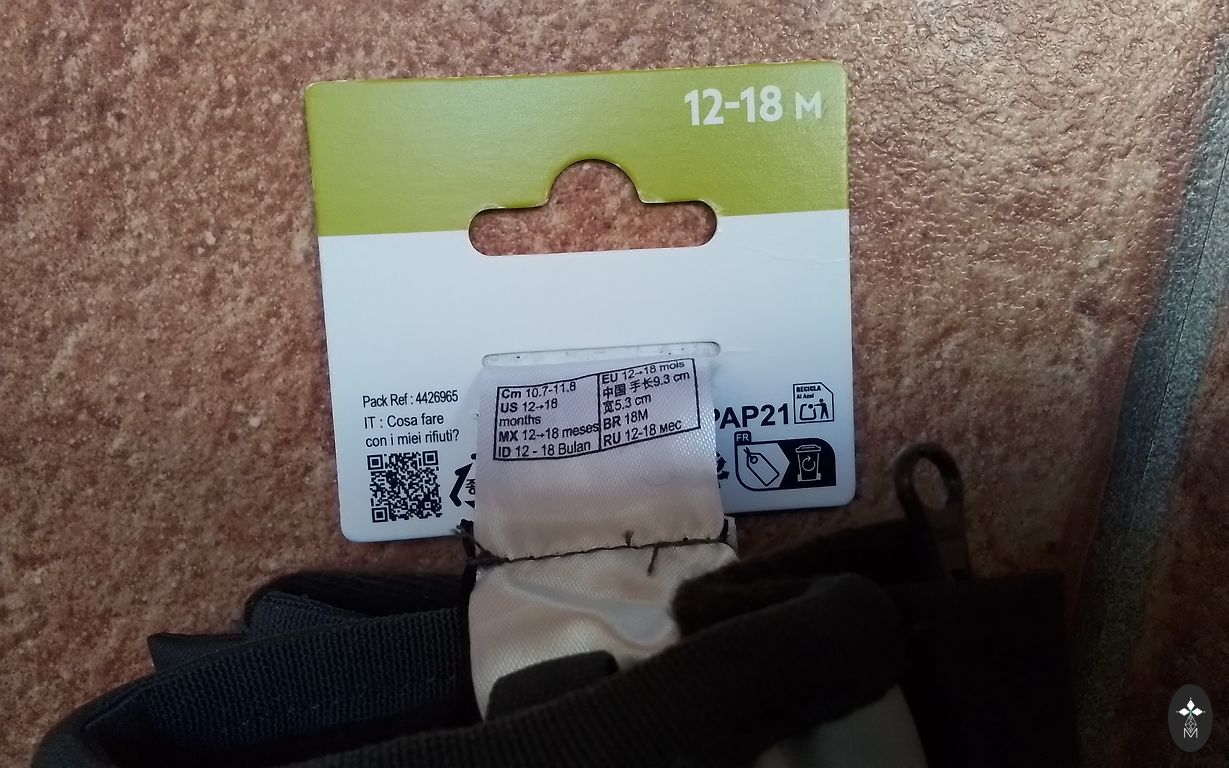 12-18 M
Pack Ref : 4426965
IT : Cosa fare
con i miei rifiuti?
Cm 10.7-11.8
US 12→18
months
MX 12→18 meses
ID 12 - 18 Bulan
EU 12→18 mois
中国 手长9.3 cm
宽5.3 cm
BR 18M
RU 12-18 мес
PAP21
RECICLA
Al Azul
FR
M